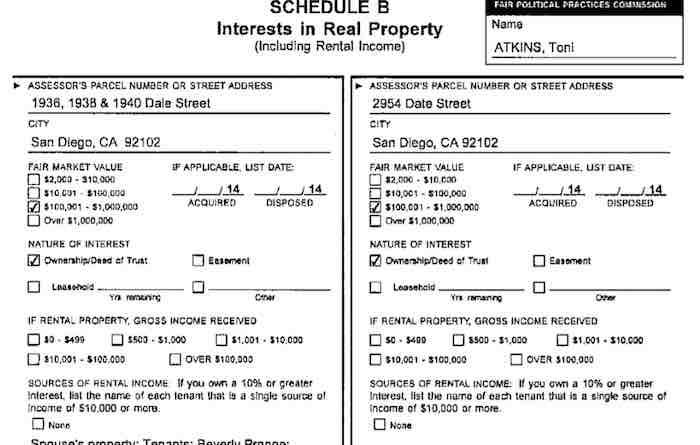 SCHEDULE B
Interests in Real Property
(Including Rental Income)
FAIR POLITICAL PRACTICES COMMISSION
Name
ATKINS, Toni
► ASSESSOR'S PARCEL NUMBER OR STREET ADDRESS
1936, 1938 & 1940 Dale Street
CITY
San Diego, CA 92102
FAIR MARKET VALUE
IF APPLICABLE, LIST DATE:
$2,000 - $10,000
$10,001 - $100,000
$100,001 - $1,000,000
Over $1,000,000
__/__/14 __/__/14
ACQUIRED DISPOSED
NATURE OF INTEREST
Ownership/Deed of Trust
Easement
Leasehold
Yrs. remaining
Other
IF RENTAL PROPERTY, GROSS INCOME RECEIVED
$0 - $499 $500 - $1,000 $1,001 - $10,000
$10,001 - $100,000 OVER $100,000
SOURCES OF RENTAL INCOME: If you own a 10% or greater
interest, list the name of each tenant that is a single source of
income of $10,000 or more.
None
Spouse's property; Tenants: Beverly Prange;
► ASSESSOR'S PARCEL NUMBER OR STREET ADDRESS
2954 Date Street
CITY
San Diego, CA 92102
FAIR MARKET VALUE
IF APPLICABLE, LIST DATE:
$2,000 - $10,000
$10,001 - $100,000
$100,001 - $1,000,000
Over $1,000,000
__/__/14 __/__/14
ACQUIRED DISPOSED
NATURE OF INTEREST
Ownership/Deed of Trust
Easement
Leasehold
Yrs. remaining
Other
IF RENTAL PROPERTY, GROSS INCOME RECEIVED
$0 - $499 $500 - $1,000 $1,001 - $10,000
$10,001 - $100,000 OVER $100,000
SOURCES OF RENTAL INCOME: If you own a 10% or greater
interest, list the name of each tenant that is a single source of
income of $10,000 or more.
None